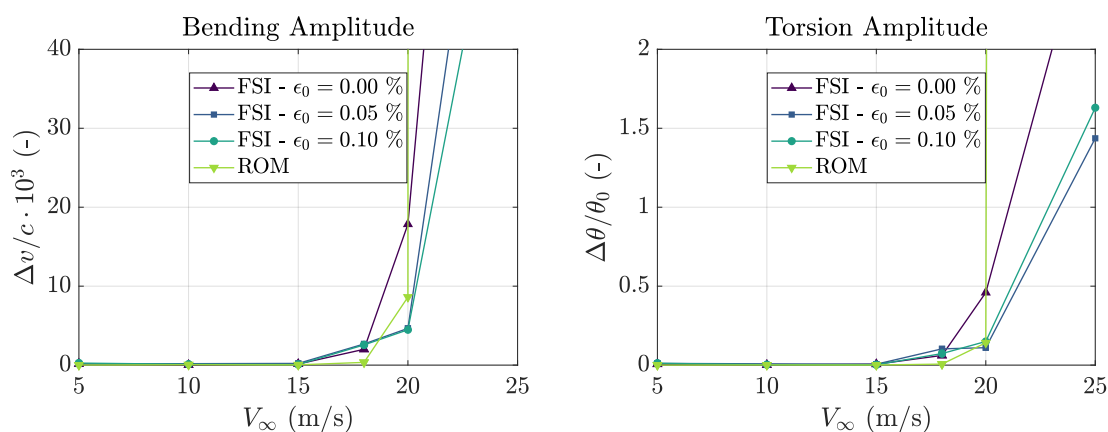 Bending Amplitude
40
30
20
10
0
Δv/c · 10³ (-)
FSI - ϵ₀ = 0.00 %
FSI - ϵ₀ = 0.05 %
FSI - ϵ₀ = 0.10 %
ROM
5 10 15 20 25
V∞ (m/s)
Torsion Amplitude
2
1.5
1
0.5
0
Δθ/θ₀ (-)
FSI - ϵ₀ = 0.00 %
FSI - ϵ₀ = 0.05 %
FSI - ϵ₀ = 0.10 %
ROM
5 10 15 20 25
V∞ (m/s)